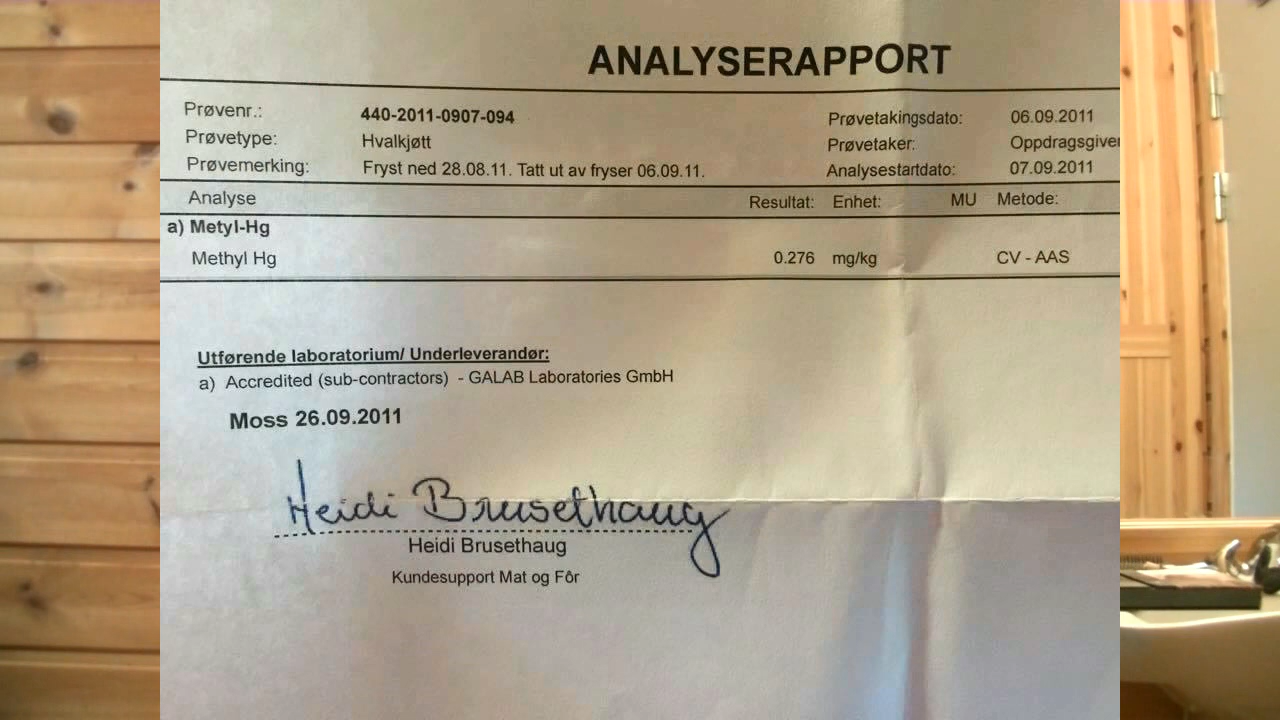 ANALYSERAPPORT
Prøvenr.: 440-2011-0907-094 Prøvetakingsdato: 06.09.2011
Prøvetype: Hvalkjøtt Prøvetaker: Oppdragsgiver
Prøvemerking: Fryst ned 28.08.11. Tatt ut av fryser 06.09.11. Analysestartdato: 07.09.2011
Analyse Resultat: Enhet: MU Metode:
a) Metyl-Hg
Methyl Hg 0.276 mg/kg CV - AAS
Utførende laboratorium/ Underleverandør:
a) Accredited (sub-contractors) - GALAB Laboratories GmbH
Moss 26.09.2011
Heidi Brusethaug
Heidi Brusethaug
Kundesupport Mat og Fôr